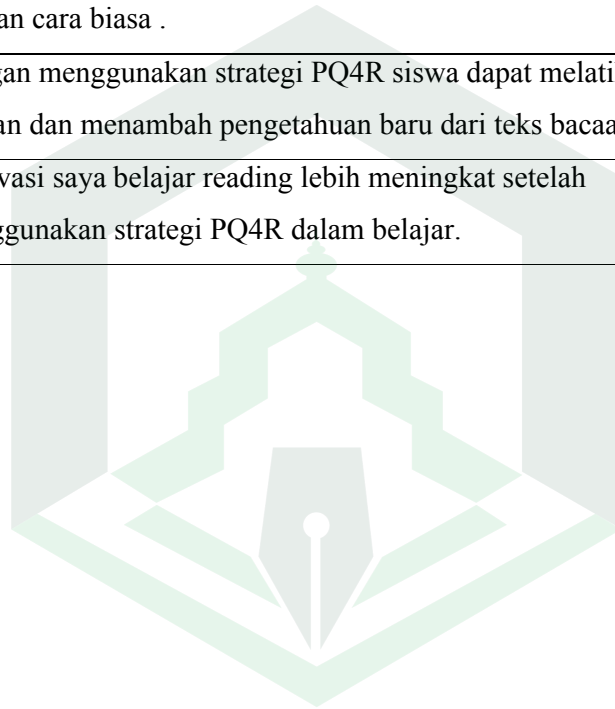 an cara biasa .
gan menggunakan strategi PQ4R siswa dapat melati
an dan menambah pengetahuan baru dari teks bacaa
vasi saya belajar reading lebih meningkat setelah
ggunakan strategi PQ4R dalam belajar.